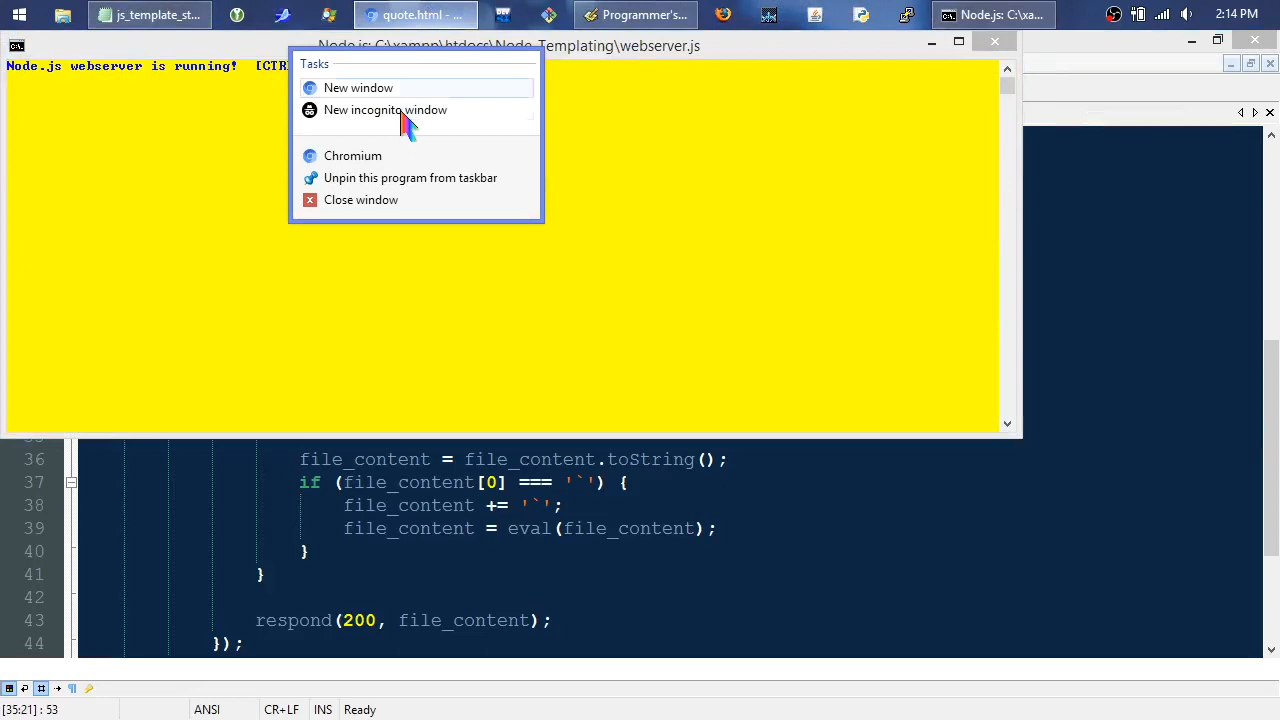 js_template_st...
quote.html - ...
Programmer's...
Node.js: C:\xa...
2:14 PM
Node.js: C:\xampp\htdocs\Node_Templating\webserver.js
Node.js webserver is running! [CTR
Tasks
New window
New incognito window
Chromium
Unpin this program from taskbar
Close window
36 file_content = file_content.toString();
37 if (file_content[0] === '`') {
38 file_content += '`';
39 file_content = eval(file_content);
40 }
41 }
42
43 respond(200, file_content);
44 });
[35:21] : 53
ANSI
CR+LF
INS
Ready